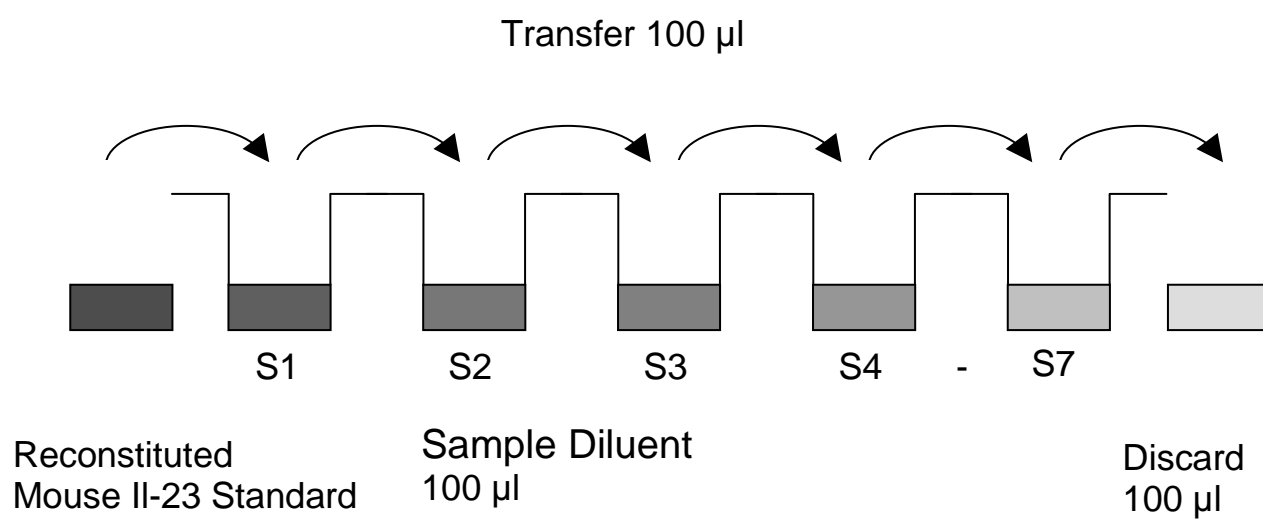 Transfer 100 µl
S1 S2 S3 S4 - S7
Reconstituted
Mouse Il-23 Standard
Sample Diluent
100 µl
Discard
100 µl